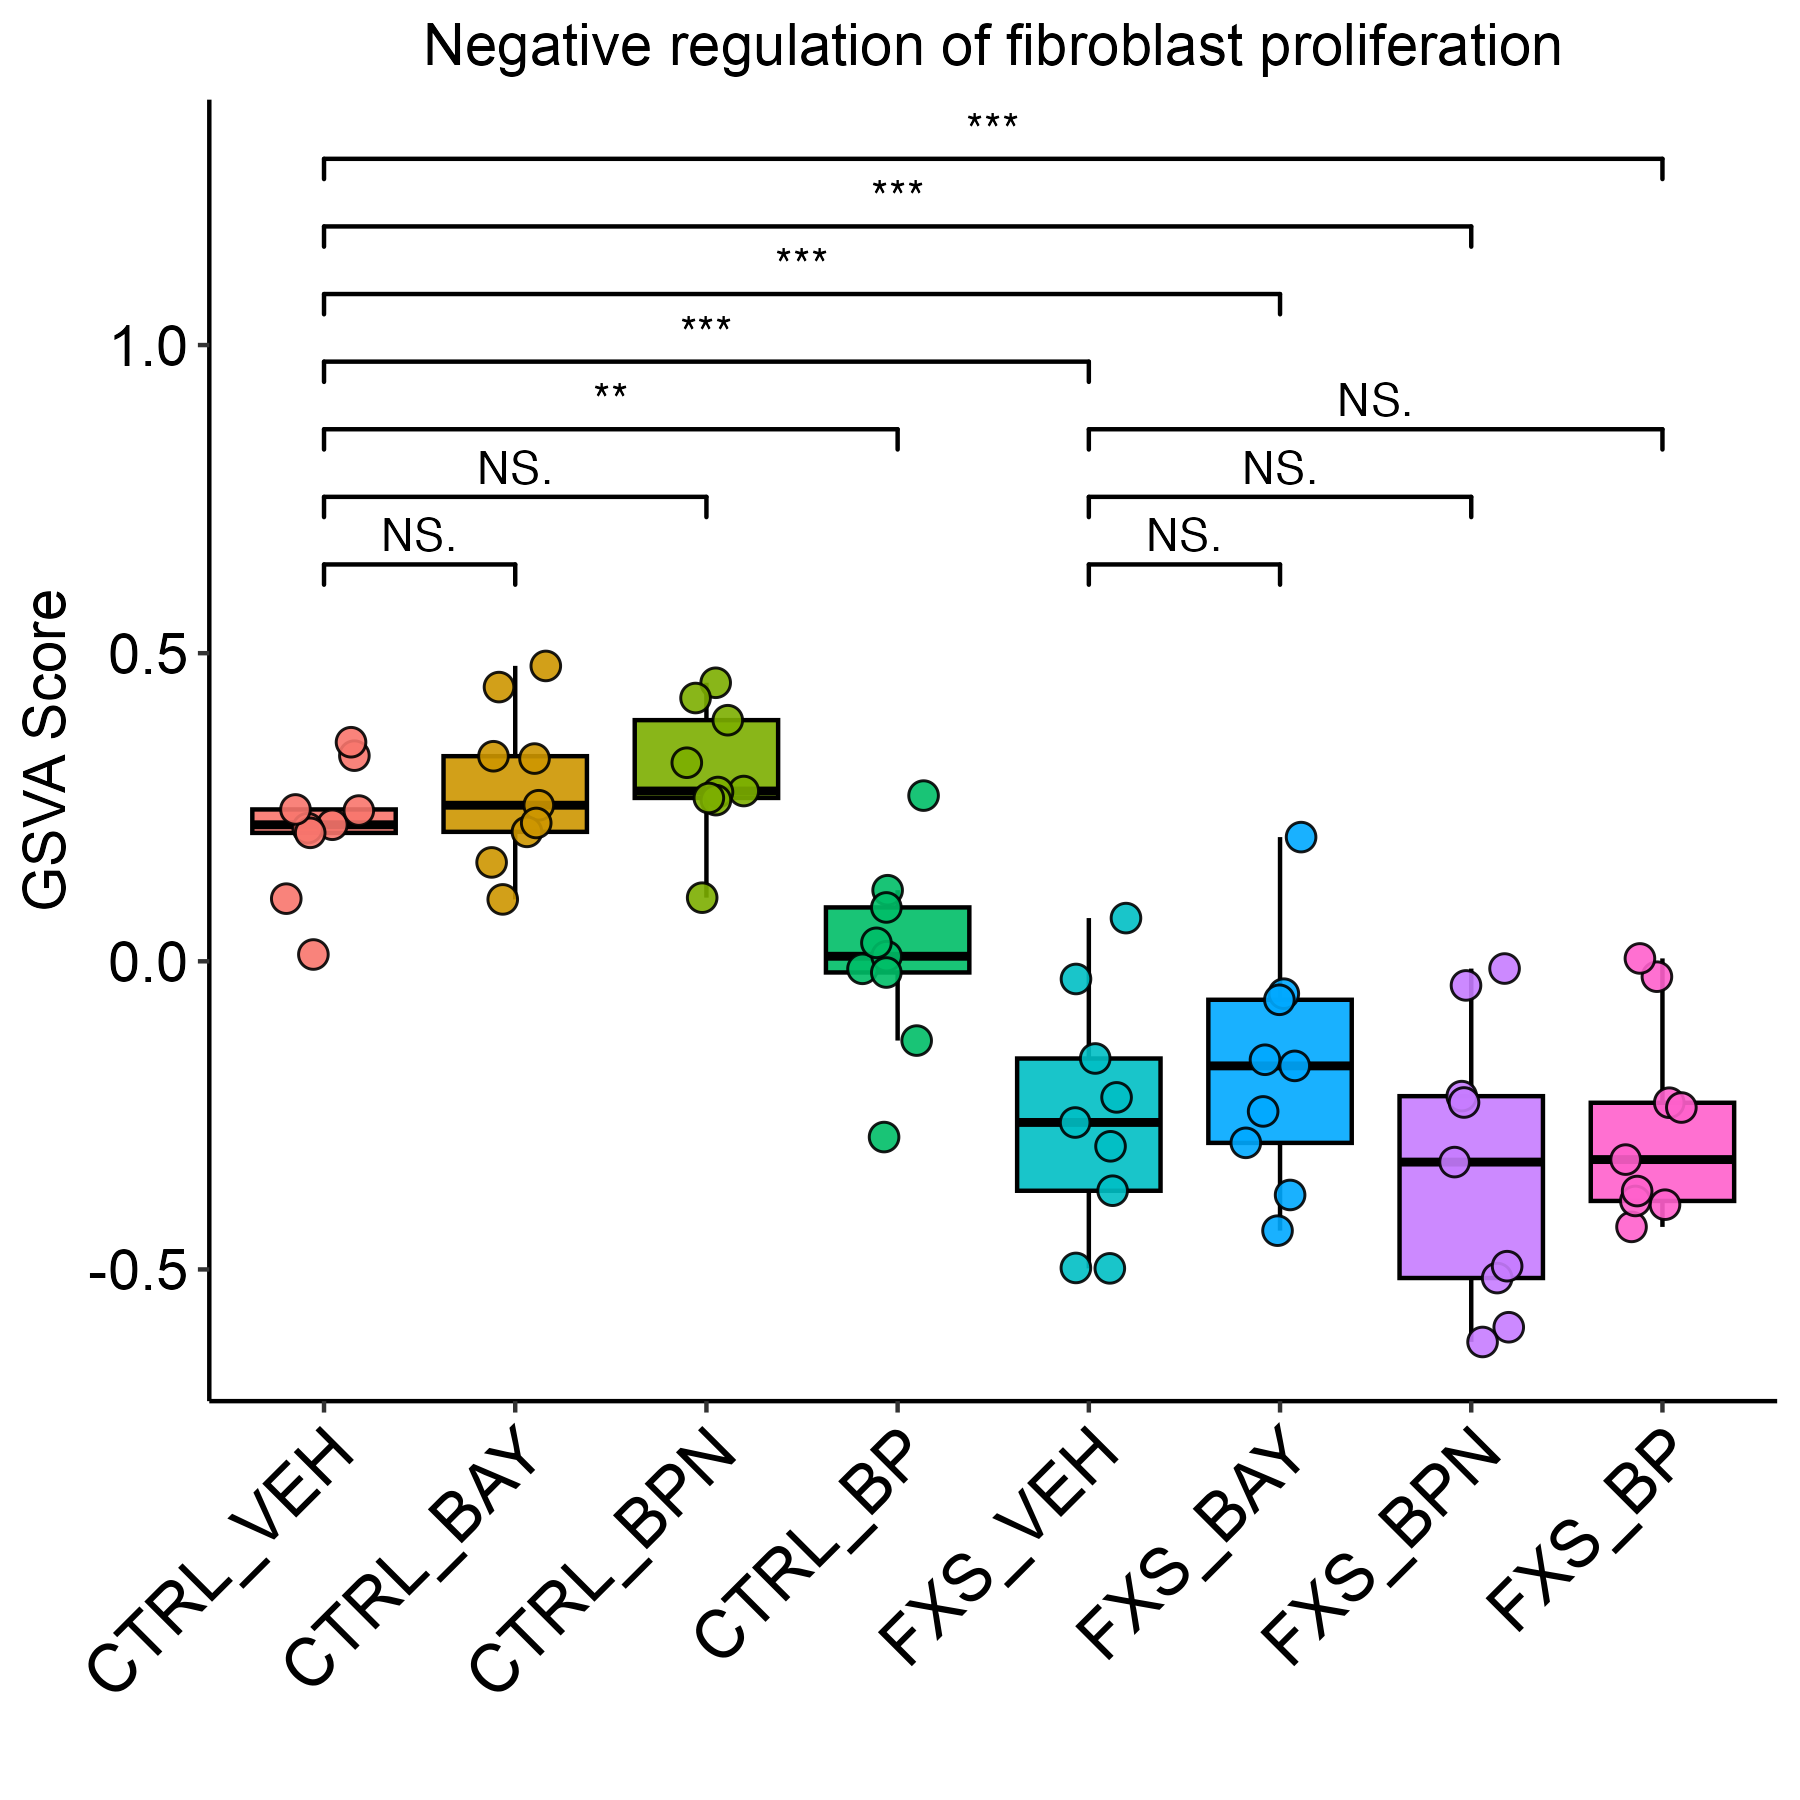 Negative regulation of fibroblast proliferation
***
***
***
***
**
NS.
NS.
NS.
NS.
NS.
GSVA Score
1.0
0.5
0.0
-0.5
CTRL_VEH
CTRL_BAY
CTRL_BPN
CTRL_BP
FXS_VEH
FXS_BAY
FXS_BPN
FXS_BP